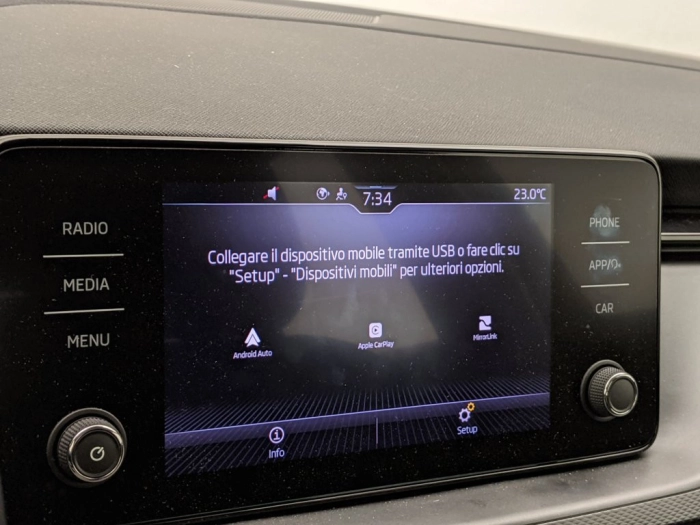 7:34
23.0°C
RADIO
MEDIA
MENU
Collegare il dispositivo mobile tramite USB o fare clic su
"Setup" - "Dispositivi mobili" per ulteriori opzioni.
Android Auto
Apple CarPlay
MirrorLink
Info
Setup
PHONE
APP/
CAR